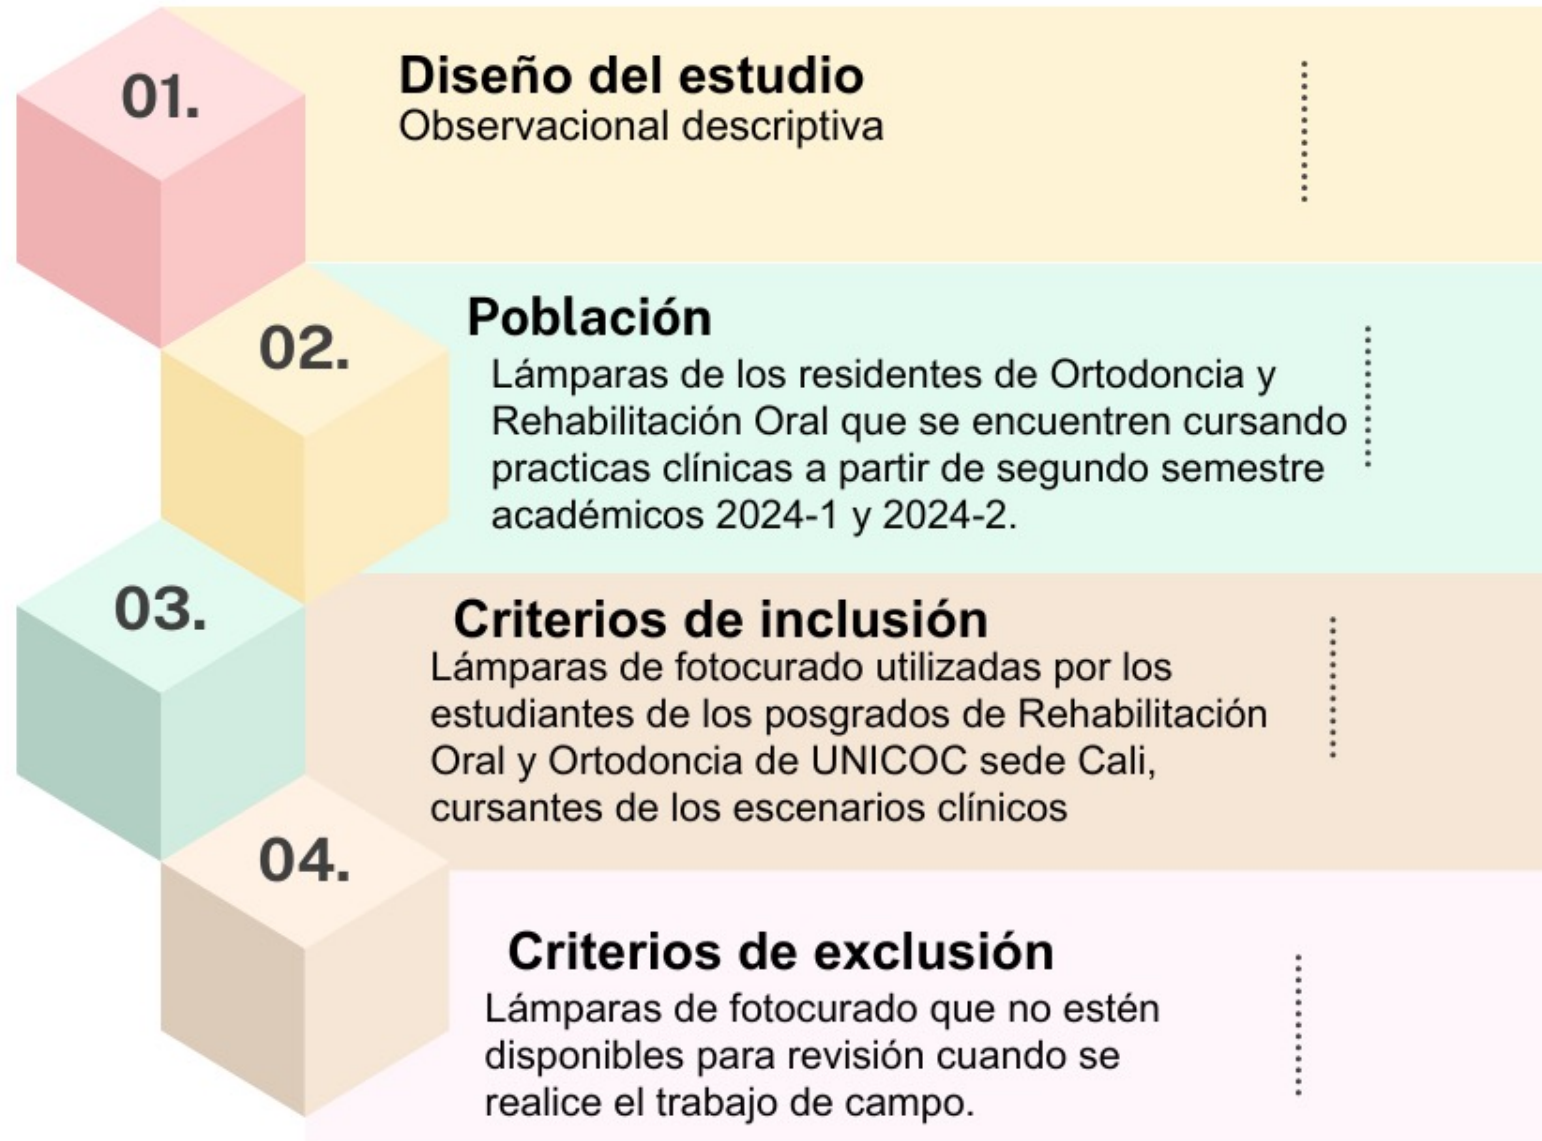 01.
Diseño del estudio
Observacional descriptiva
02.
Población
Lámparas de los residentes de Ortodoncia y
Rehabilitación Oral que se encuentren cursando
practicas clínicas a partir de segundo semestre
académicos 2024-1 y 2024-2.
03.
Criterios de inclusión
Lámparas de fotocurado utilizadas por los
estudiantes de los posgrados de Rehabilitación
Oral y Ortodoncia de UNICOC sede Cali,
cursantes de los escenarios clínicos
04.
Criterios de exclusión
Lámparas de fotocurado que no estén
disponibles para revisión cuando se
realice el trabajo de campo.